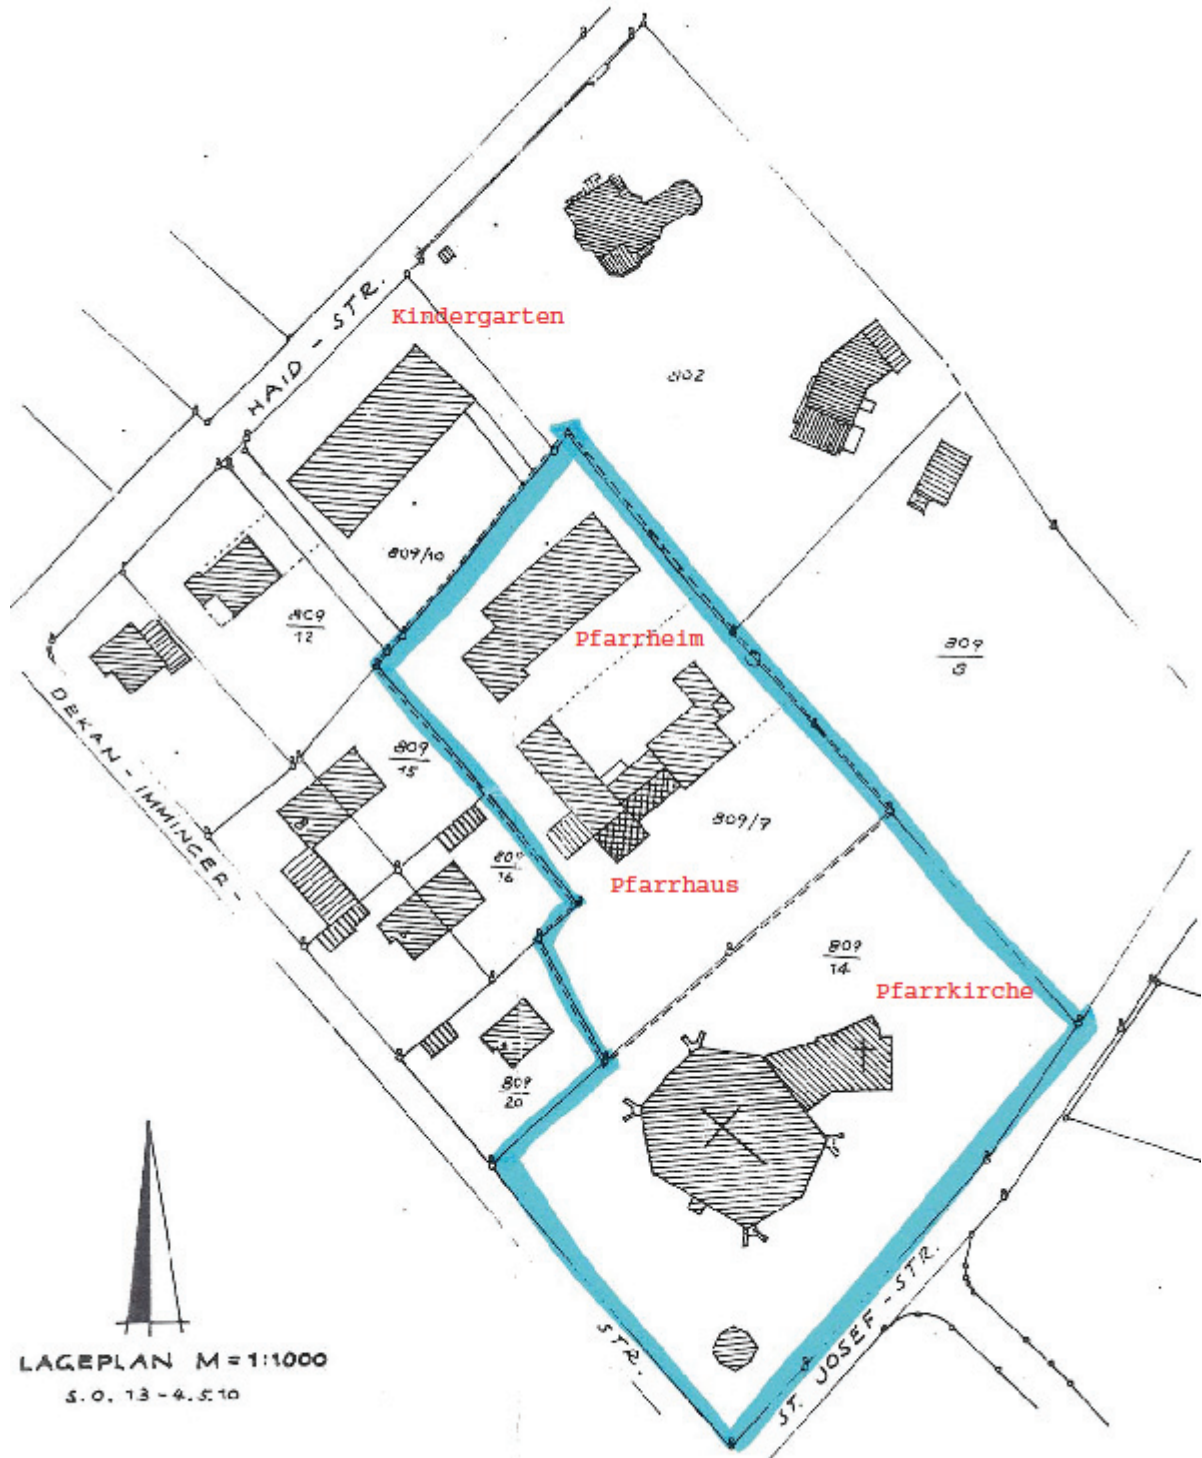 HAID - STR.
Kindergarten
802
809/10
809
12
Pfarrheim
809
8
DEKAN - IMMINGER -
809
15
809/7
809
16
Pfarrhaus
809
14
Pfarrkirche
809
20
STR.
ST. JOSEF - STR.
LAGEPLAN M = 1:1000
S.O. 13 - 4.5.10